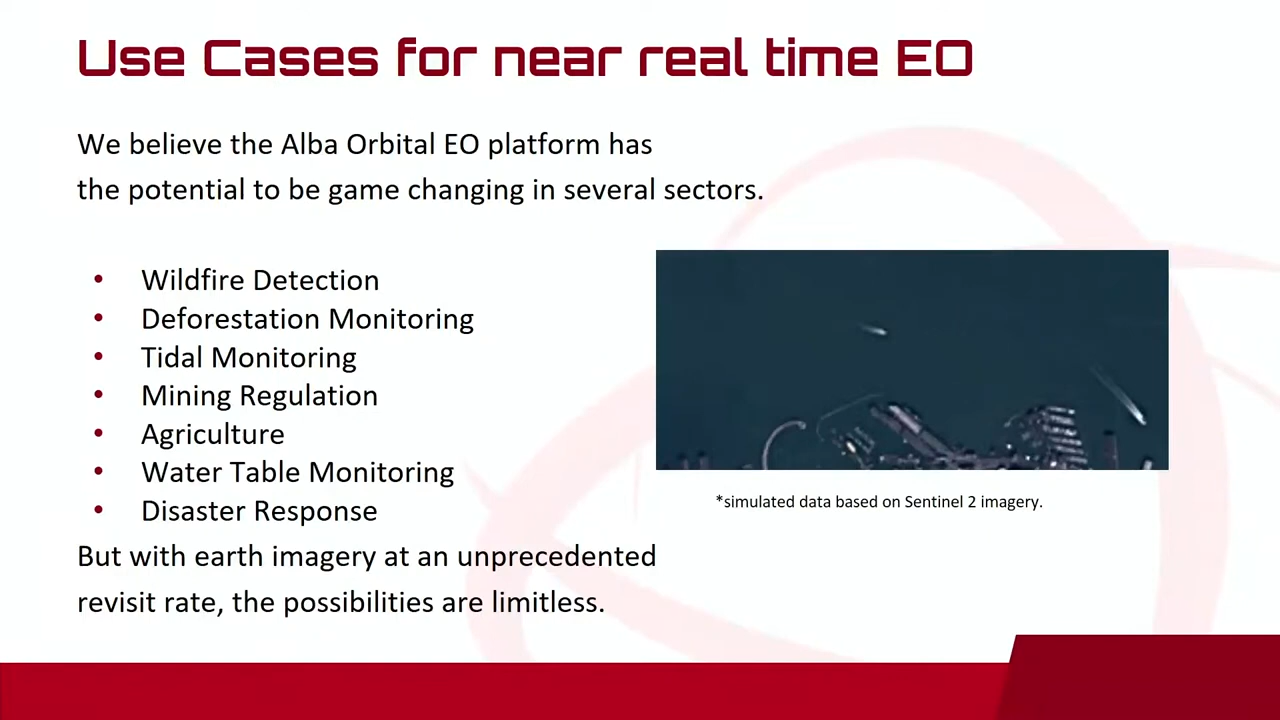 Use Cases for near real time EO
We believe the Alba Orbital EO platform has
the potential to be game changing in several sectors.
• Wildfire Detection
• Deforestation Monitoring
• Tidal Monitoring
• Mining Regulation
• Agriculture
• Water Table Monitoring
• Disaster Response
*simulated data based on Sentinel 2 imagery.
But with earth imagery at an unprecedented
revisit rate, the possibilities are limitless.